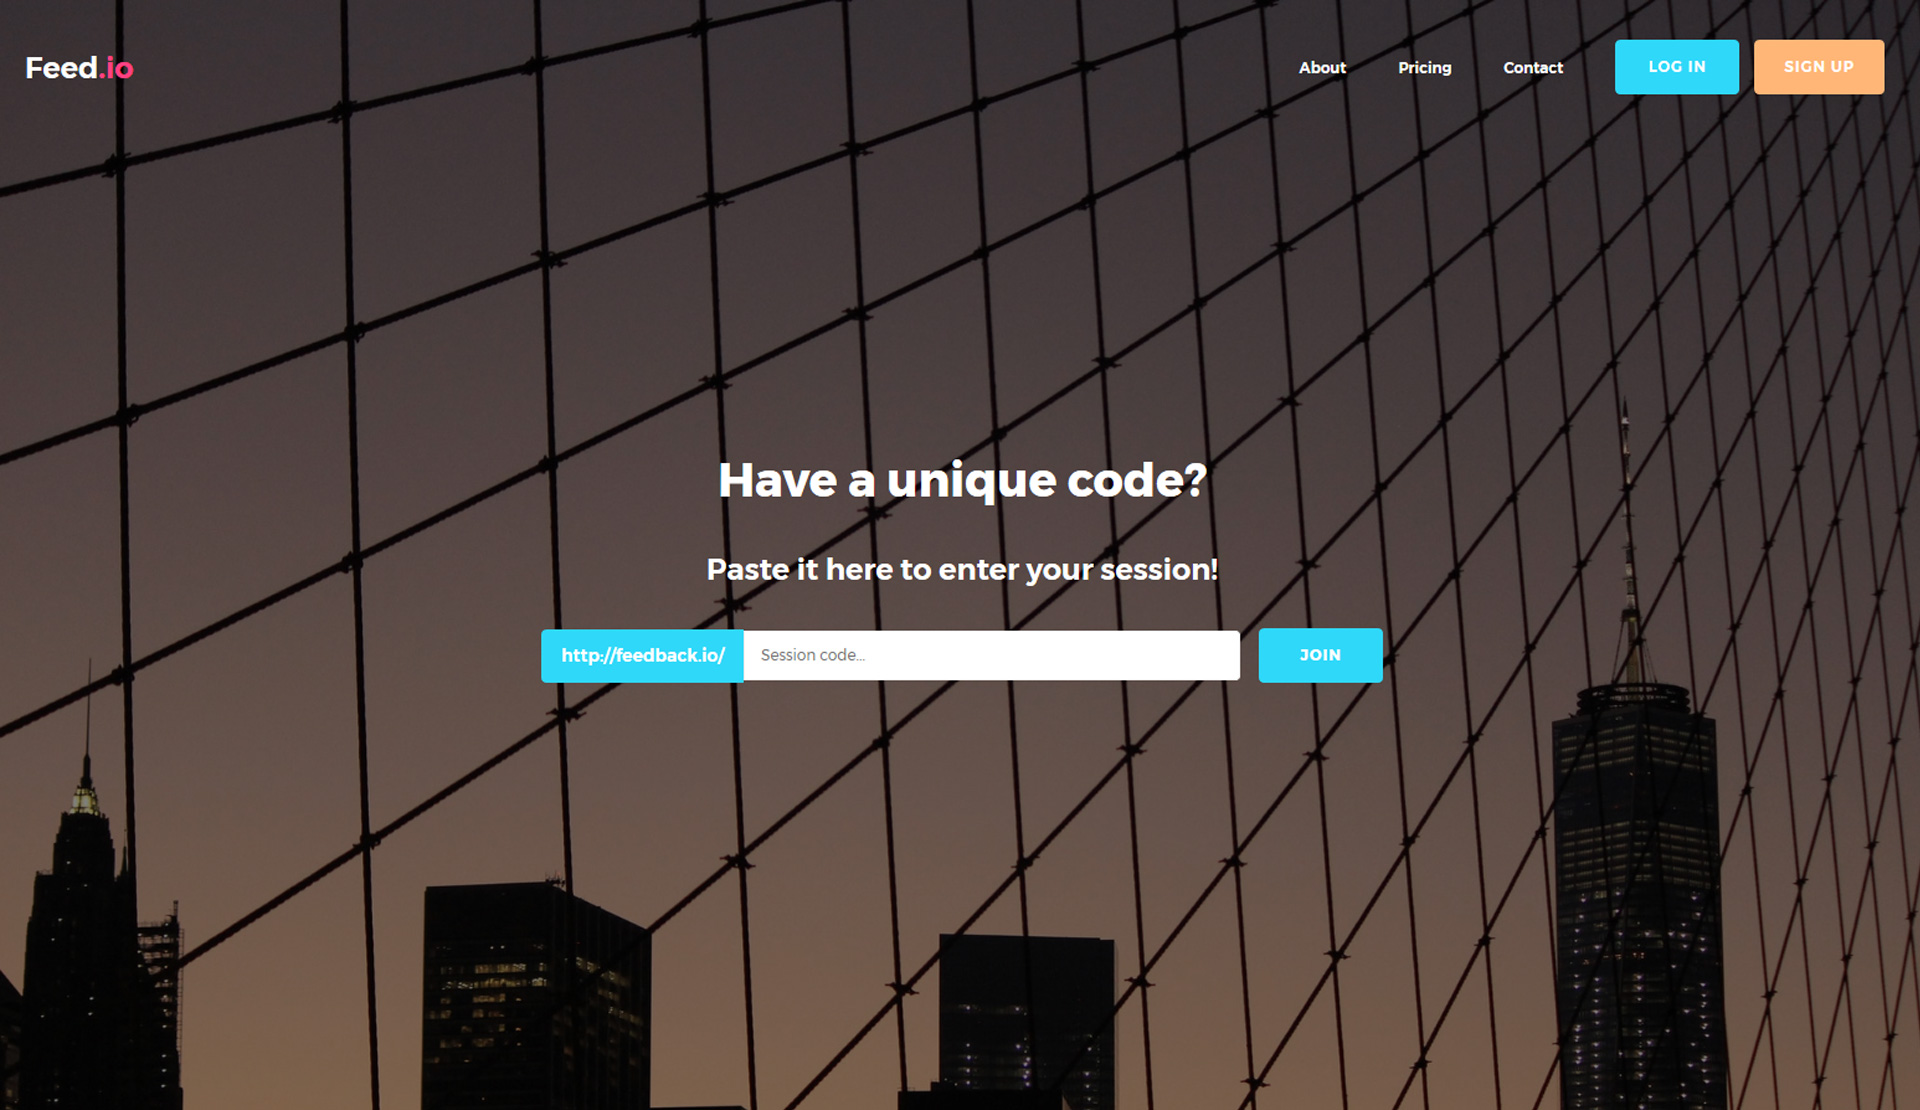 Feed.io
About Pricing Contact LOG IN SIGN UP
Have a unique code?
Paste it here to enter your session!
http://feedback.io/ Session code... JOIN